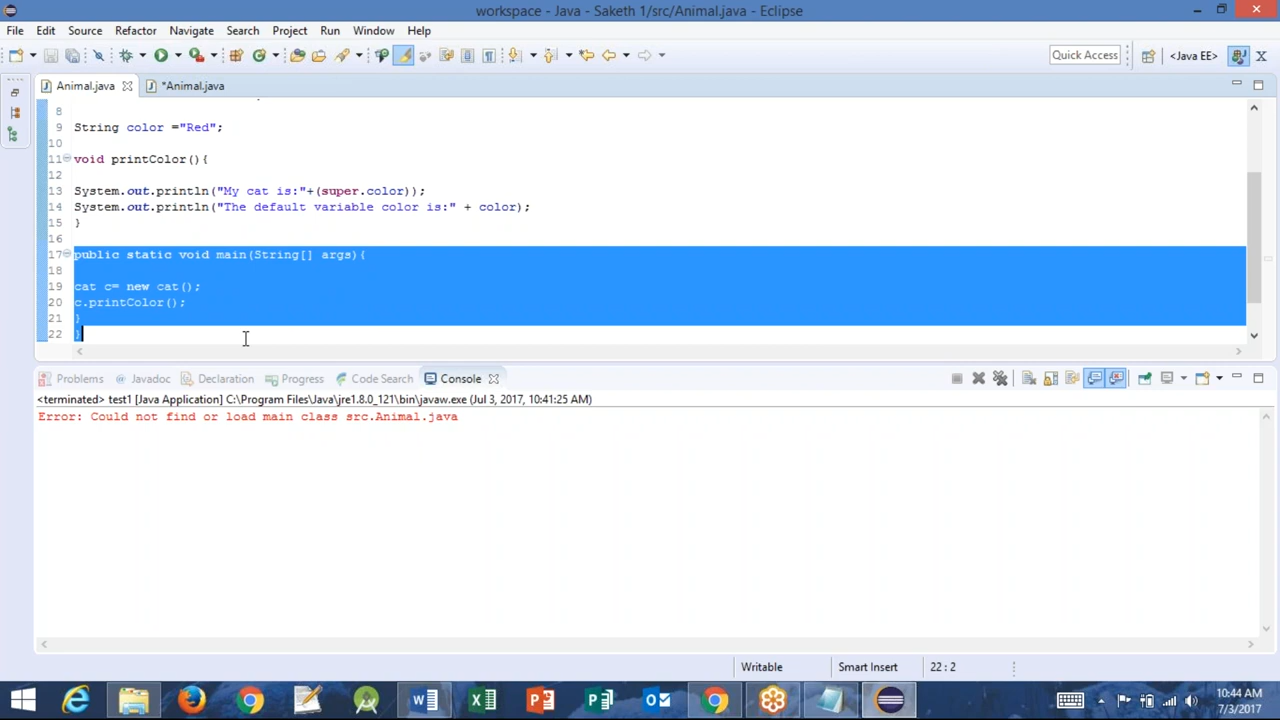 workspace - Java - Saketh 1/src/Animal.java - Eclipse
File Edit Source Refactor Navigate Search Project Run Window Help
Quick Access <Java EE>
Animal.java *Animal.java
8
9 String color ="Red";
10
11 void printColor(){
12
13 System.out.println("My cat is:"+(super.color));
14 System.out.println("The default variable color is:" + color);
15 }
16
17 public static void main(String[] args){
18
19 cat c= new cat();
20 c.printColor();
21 }
22 }
Problems Javadoc Declaration Progress Code Search Console
<terminated> test1 [Java Application] C:\Program Files\Java\jre1.8.0_121\bin\javaw.exe (Jul 3, 2017, 10:41:25 AM)
Error: Could not find or load main class src.Animal.java
Writable Smart Insert 22 : 2
10:44 AM
7/3/2017